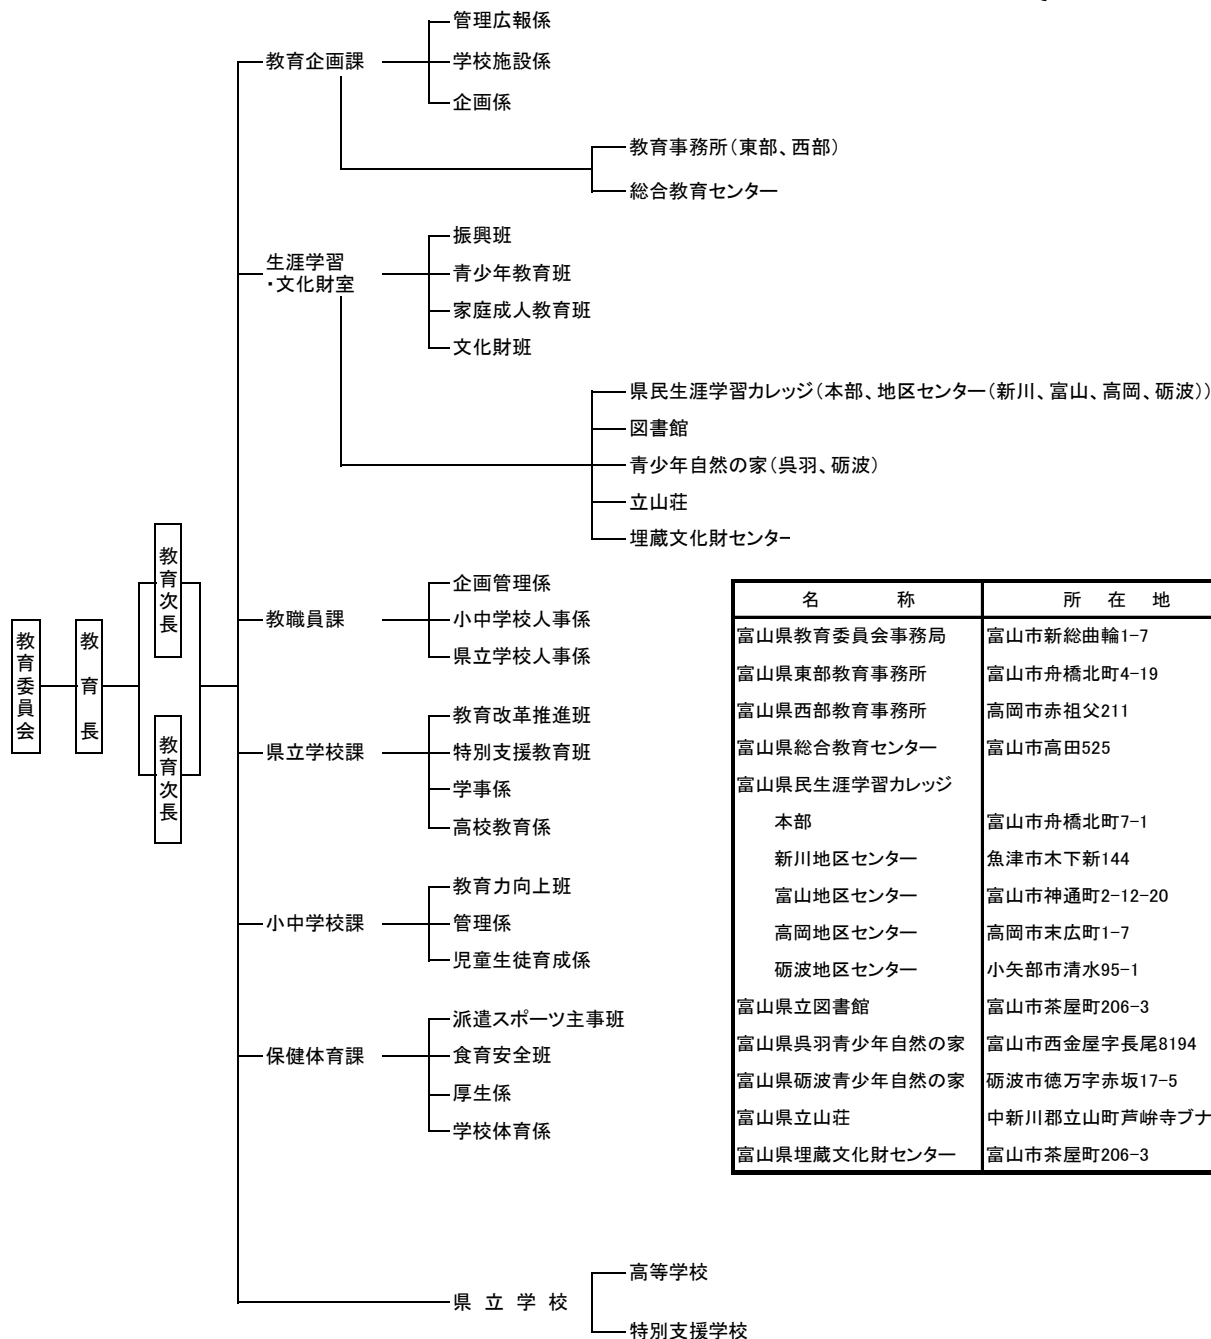 管理広報係
教育企画課
学校施設係
企画係
教育事務所（東部、西部）
総合教育センター
振興班
生涯学習
・文化財室
青少年教育班
家庭成人教育班
文化財班
県民生涯学習カレッジ（本部、地区センター（新川、富山、高岡、砺波））
図書館
青少年自然の家（呉羽、砺波）
立山荘
埋蔵文化財センター
教育委員会
教育長
教育次長
教育次長
企画管理係
教職員課
小中学校人事係
県立学校人事係
教育改革推進班
県立学校課
特別支援教育班
学事係
高校教育係
教育力向上班
小中学校課
管理係
児童生徒育成係
派遣スポーツ主事班
保健体育課
食育安全班
厚生係
学校体育係
県立学校
高等学校
特別支援学校
名称 所在地
富山県教育委員会事務局 富山市新総曲輪1-7
富山県東部教育事務所 富山市舟橋北町4-19
富山県西部教育事務所 高岡市赤祖父211
富山県総合教育センター 富山市高田525
富山県民生涯学習カレッジ
本部 富山市舟橋北町7-1
新川地区センター 魚津市木下新144
富山地区センター 富山市神通町2-12-20
高岡地区センター 高岡市末広町1-7
砺波地区センター 小矢部市清水95-1
富山県立図書館 富山市茶屋町206-3
富山県呉羽青少年自然の家 富山市西金屋字長尾8194
富山県砺波青少年自然の家 砺波市徳万字赤坂17-5
富山県立山荘 中新川郡立山町芦峅寺ブナ
富山県埋蔵文化財センター 富山市茶屋町206-3